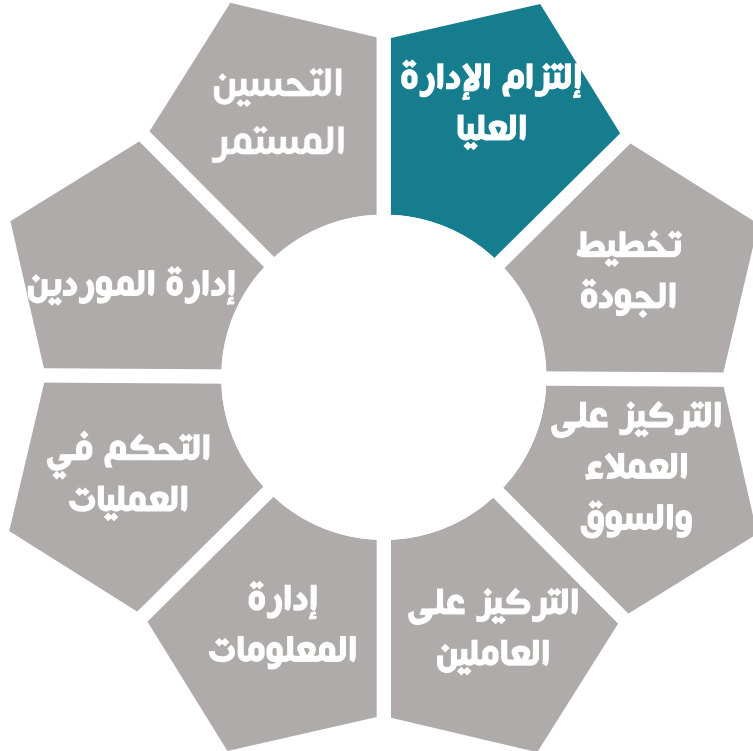 إلتزام الإدارة
العليا
تخطيط
الجودة
التركيز على
العملاء
والسوق
التركيز على
العاملين
إدارة
المعلومات
التحكم في
العمليات
إدارة الموردين
التحسين
المستمر